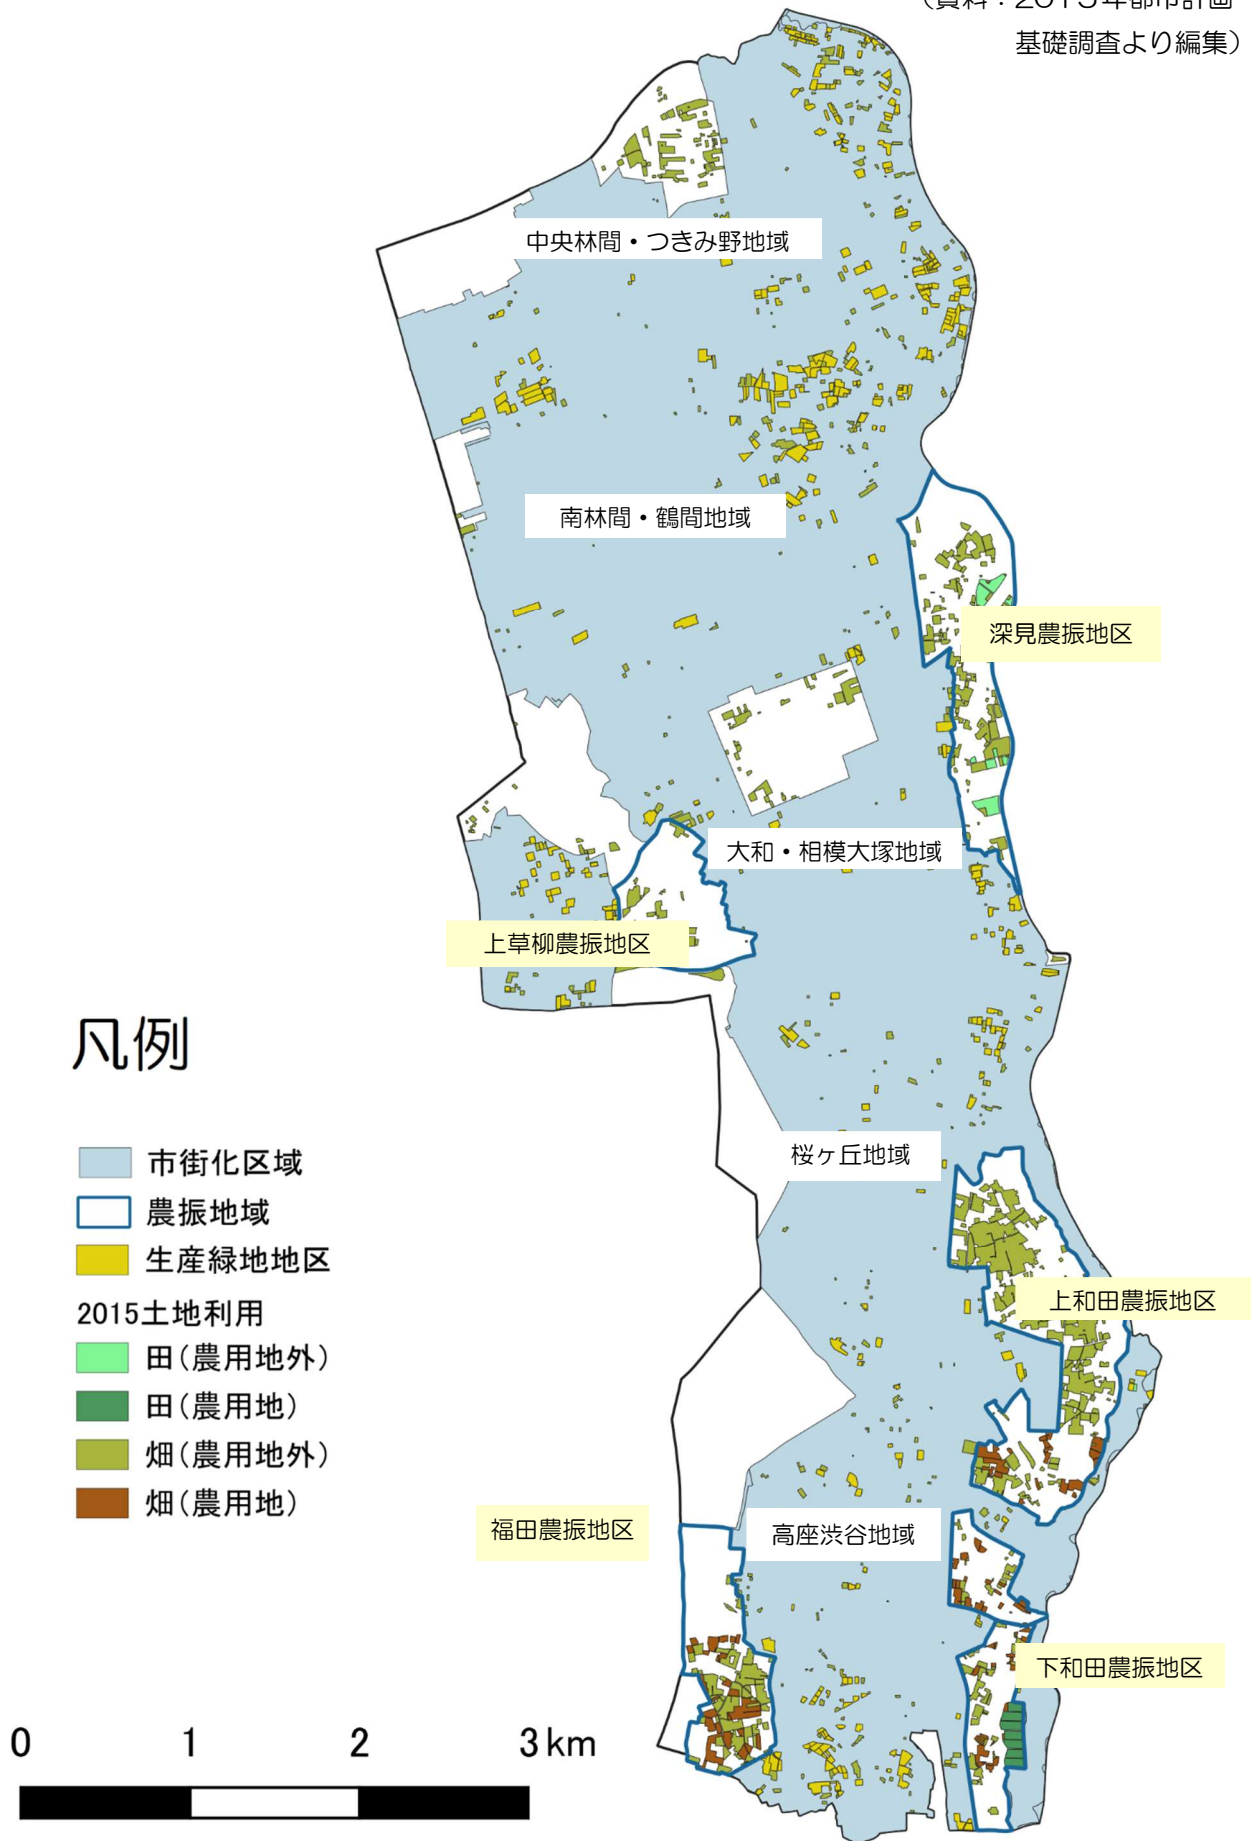 基礎調査より編集）
中央林間・つきみ野地域
南林間・鶴間地域
深見農振地区
大和・相模大塚地域
上草柳農振地区
桜ヶ丘地域
上和田農振地区
福田農振地区
高座渋谷地域
下和田農振地区
凡例
市街化区域
農振地域
生産緑地地区
2015土地利用
田（農用地外）
田（農用地）
畑（農用地外）
畑（農用地）
0 1 2 3km